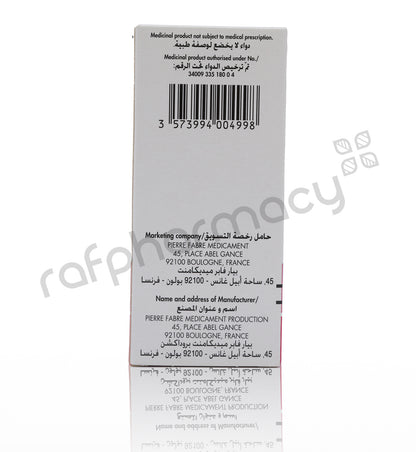 Medicinal product not subject to medical prescription.
دواء لا يخضع لوصفة طبية.
Medicinal product authorised under No./
تم ترخيص الدواء تحت الرقم:
34009 335 180 0 4
3 573994 004998
rafpharmacy
Marketing company/حامل رخصة التسويق
PIERRE FABRE MEDICAMENT
45, PLACE ABEL GANCE
92100 BOULOGNE, FRANCE
بيار فابر ميديكامنت
45، ساحة أبيل غانس - 92100 بولون - فرنسا
Name and address of Manufacturer/
اسم و عنوان المصنع
PIERRE FABRE MEDICAMENT PRODUCTION
45, PLACE ABEL GANCE
92100 BOULOGNE, FRANCE
بيار فابر ميديكامنت بروداكشن
45، ساحة أبيل غانس - 92100 بولون - فرنسا